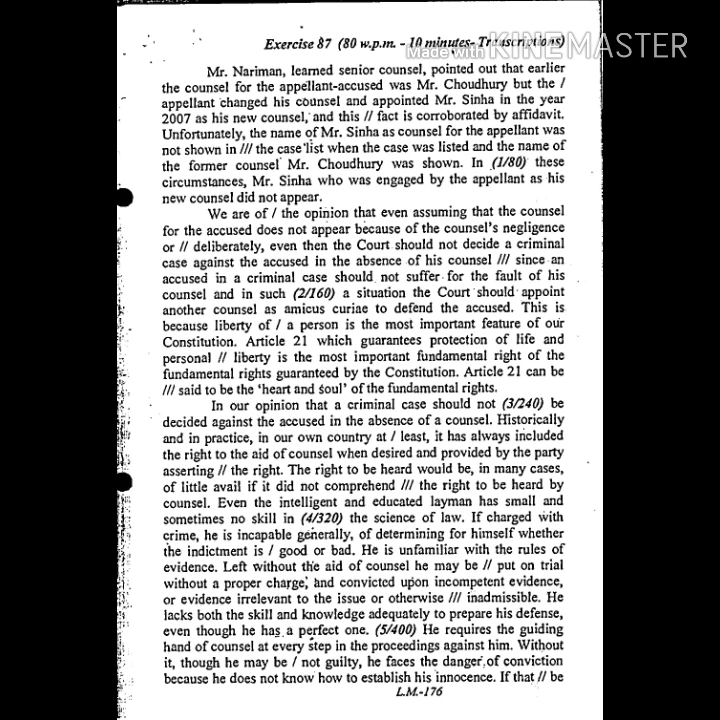 Exercise 87 (80 w.p.m. - 10 minutes- Transcriptions)
Made with KINEMASTER
Mr. Nariman, learned senior counsel, pointed out that earlier
the counsel for the appellant-accused was Mr. Choudhury but the /
appellant changed his counsel and appointed Mr. Sinha in the year
2007 as his new counsel, and this // fact is corroborated by affidavit.
Unfortunately, the name of Mr. Sinha as counsel for the appellant was
not shown in /// the case list when the case was listed and the name of
the former counsel Mr. Choudhury was shown. In (1/80) these
circumstances, Mr. Sinha who was engaged by the appellant as his
new counsel did not appear.
We are of / the opinion that even assuming that the counsel
for the accused does not appear because of the counsel's negligence
or // deliberately, even then the Court should not decide a criminal
case against the accused in the absence of his counsel /// since an
accused in a criminal case should not suffer for the fault of his
counsel and in such (2/160) a situation the Court should appoint
another counsel as amicus curiae to defend the accused. This is
because liberty of / a person is the most important feature of our
Constitution. Article 21 which guarantees protection of life and
personal // liberty is the most important fundamental right of the
fundamental rights guaranteed by the Constitution. Article 21 can be
/// said to be the 'heart and soul' of the fundamental rights.
In our opinion that a criminal case should not (3/240) be
decided against the accused in the absence of a counsel. Historically
and in practice, in our own country at / least, it has always included
the right to the aid of counsel when desired and provided by the party
asserting // the right. The right to be heard would be, in many cases,
of little avail if it did not comprehend /// the right to be heard by
counsel. Even the intelligent and educated layman has small and
sometimes no skill in (4/320) the science of law. If charged with
crime, he is incapable generally, of determining for himself whether
the indictment is / good or bad. He is unfamiliar with the rules of
evidence. Left without the aid of counsel he may be // put on trial
without a proper charge, and convicted upon incompetent evidence,
or evidence irrelevant to the issue or otherwise /// inadmissible. He
lacks both the skill and knowledge adequately to prepare his defense,
even though he has a perfect one. (5/400) He requires the guiding
hand of counsel at every step in the proceedings against him. Without
it, though he may be / not guilty, he faces the danger of conviction
because he does not know how to establish his innocence. If that // be
L.M.-176